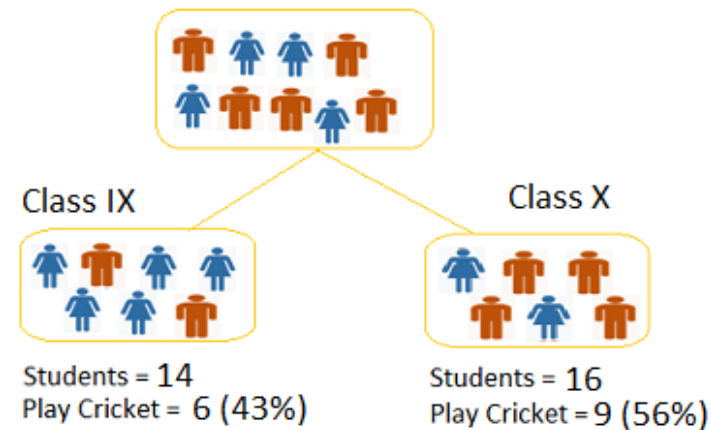 Class IX
Class X
Students = 14
Play Cricket = 6 (43%)
Students = 16
Play Cricket = 9 (56%)